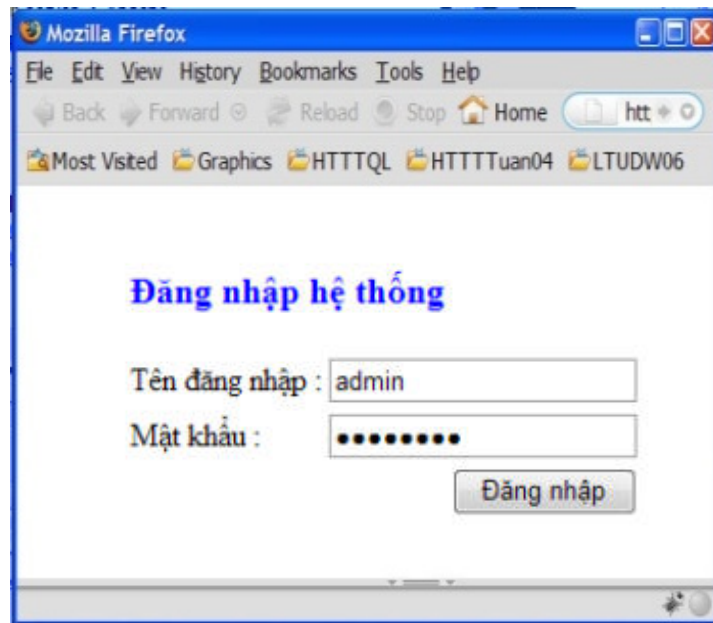 Mozilla Firefox
File Edit View History Bookmarks Tools Help
Back Forward Reload Stop Home htt
Most Visited Graphics HTTTQL HTTTTuan04 LTUDW06
Đăng nhập hệ thống
Tên đăng nhập : admin
Mật khẩu : ●●●●●●●●
Đăng nhập